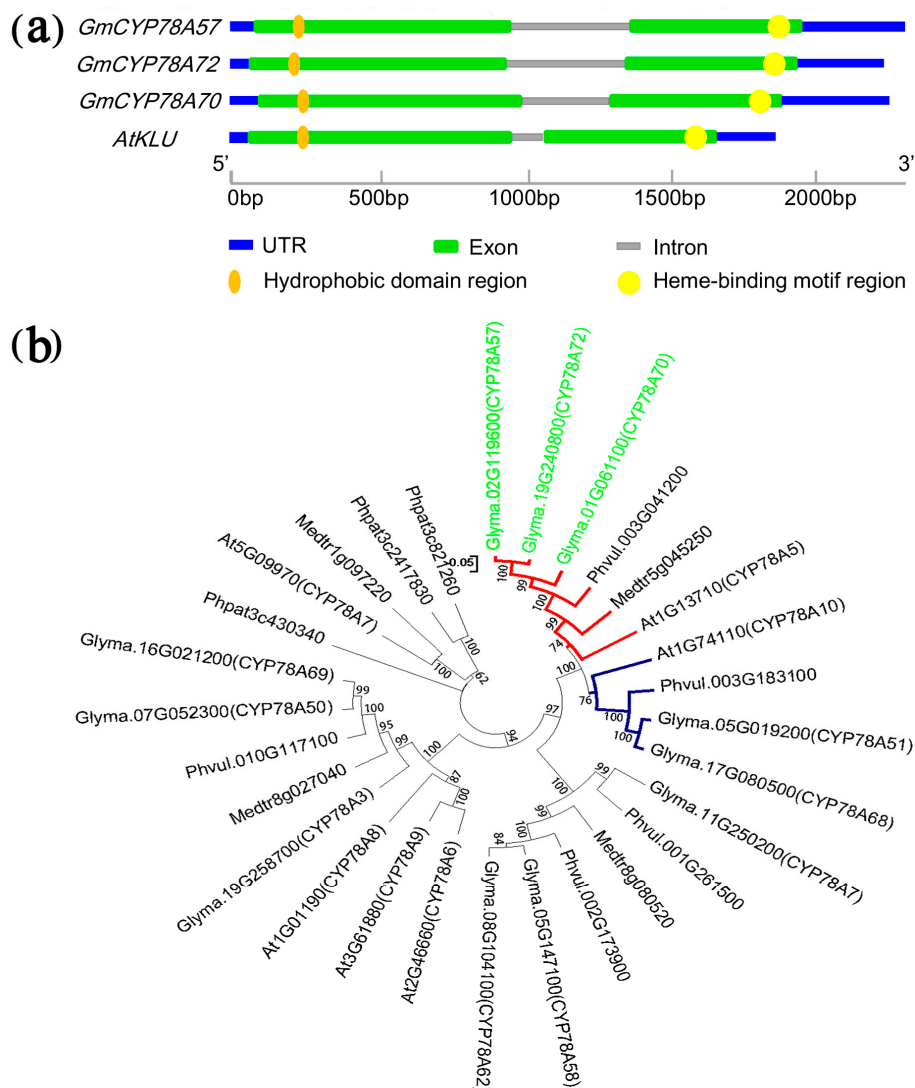 (a)
GmCYP78A57
GmCYP78A72
GmCYP78A70
AtKLU
5’ 3’
0bp 500bp 1000bp 1500bp 2000bp
UTR Exon Intron
Hydrophobic domain region Heme-binding motif region
(b)
Glyma.02G119600(CYP78A57)
Glyma.19G240800(CYP78A72)
Glyma.01G061100(CYP78A70)
Phvul.003G041200
Medtr5g045250
At1G13710(CYP78A5)
At1G74110(CYP78A10)
Phvul.003G183100
Glyma.05G019200(CYP78A51)
Glyma.17G080500(CYP78A68)
Glyma.11G250200(CYP78A7)
Phvul.001G261500
Medtr8g080520
Phvul.002G173900
Glyma.05G147100(CYP78A58)
Glyma.08G104100(CYP78A62
At2G46660(CYP78A6)
At3G61880(CYP78A9)
At1G01190(CYP78A8)
Glyma.19G258700(CYP78A3)
Medtr8g027040
Phvul.010G117100
Glyma.07G052300(CYP78A50)
Glyma.16G021200(CYP78A69)
Phpat3c430340
At5G09970(CYP78A7)
Medtr1g097220
Phpat3c2417830
Phpat3c821260
0.05
100
99
100
99
74
100
76
100
100
97
94
100
99
99
100
84
100
87
100
99
95
100
99
100
62
100